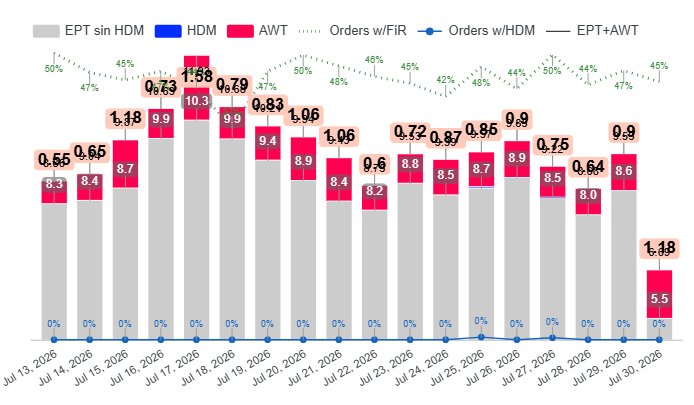 EPT sin HDM HDM AWT Orders w/FiR Orders w/HDM EPT+AWT
50% 47% 45% 47% 50% 48% 46% 45% 42% 48% 44% 50% 44% 47% 45%
0.55 0.65 1.18 0.73 1.58 0.79 0.83 1.06 1.06 0.6 0.72 0.87 0.85 0.9 0.75 0.64 0.9 1.18
8.3 8.4 8.7 9.9 10.3 9.9 9.4 8.9 8.4 8.2 8.8 8.5 8.7 8.9 8.5 8.0 8.6 5.5
0% 0% 0% 0% 0% 0% 0% 0% 0% 0% 0% 0% 0% 0% 0% 0% 0% 0%
Jul 13, 2026
Jul 14, 2026
Jul 15, 2026
Jul 16, 2026
Jul 17, 2026
Jul 18, 2026
Jul 19, 2026
Jul 20, 2026
Jul 21, 2026
Jul 22, 2026
Jul 23, 2026
Jul 24, 2026
Jul 25, 2026
Jul 26, 2026
Jul 27, 2026
Jul 28, 2026
Jul 29, 2026
Jul 30, 2026